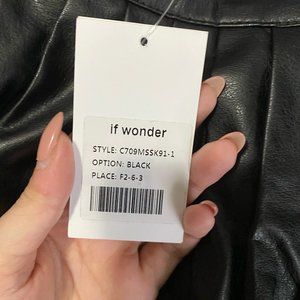 if wonder
STYLE: C709MSSK91-1
OPTION: BLACK
PLACE: F2-6-3